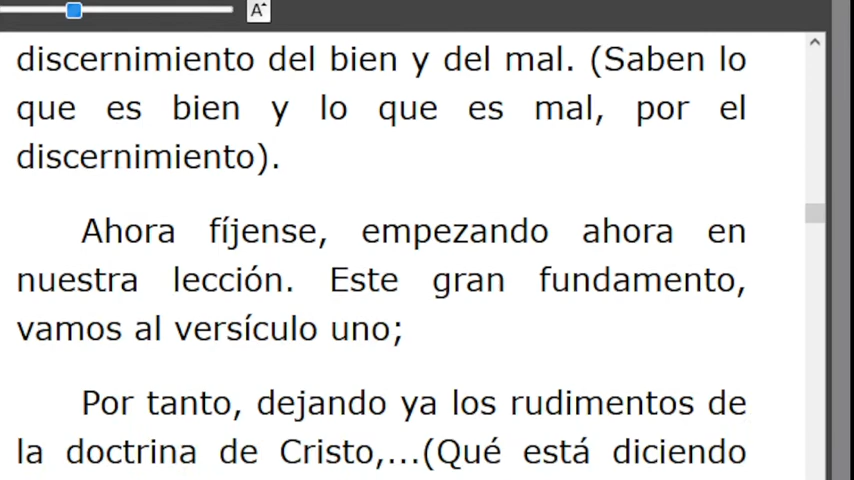 A
discernimiento del bien y del mal. (Saben lo
que es bien y lo que es mal, por el
discernimiento).
Ahora fíjense, empezando ahora en
nuestra lección. Este gran fundamento,
vamos al versículo uno;
Por tanto, dejando ya los rudimentos de
la doctrina de Cristo,...(Qué está diciendo